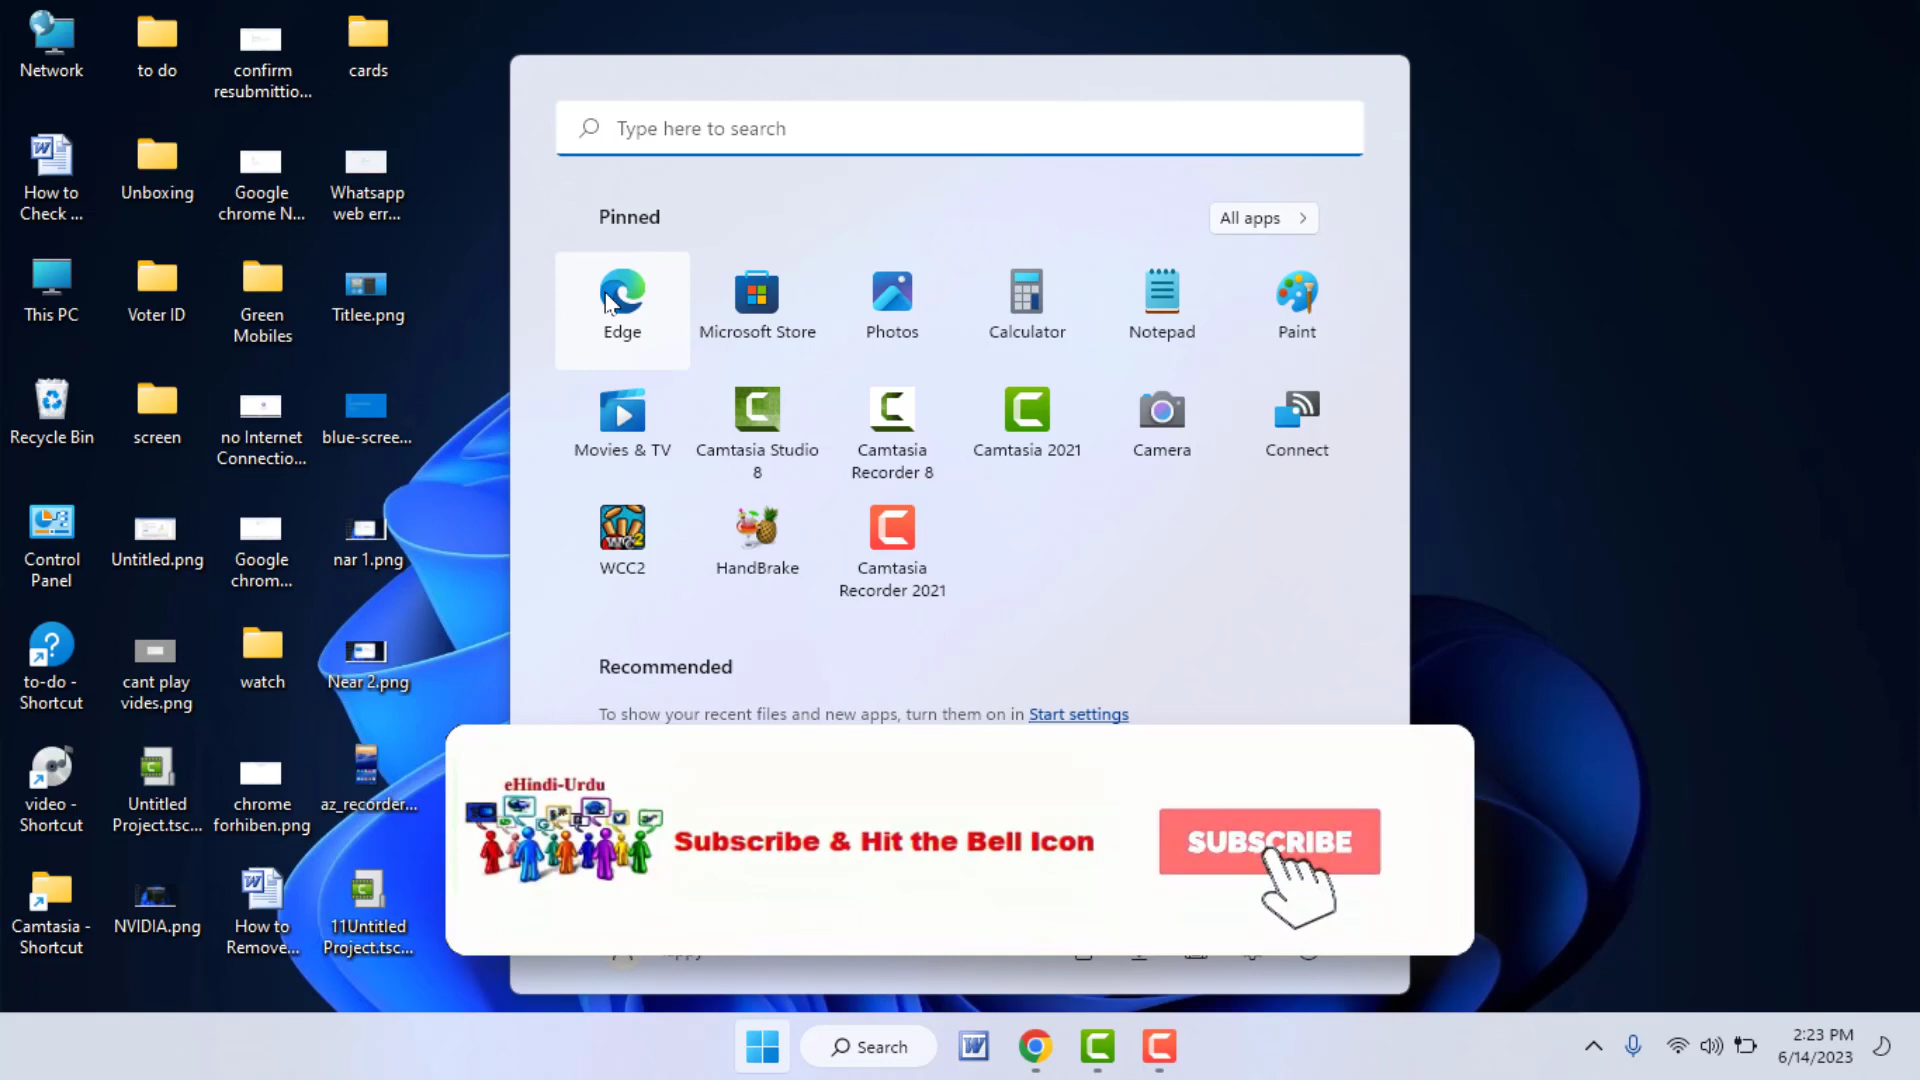 Network
to do
confirm
resubmittio...
cards
How to
Check ...
Unboxing
Google
chrome N...
Whatsapp
web err...
This PC
Voter ID
Green
Mobiles
Titlee.png
Recycle Bin
screen
no Internet
Connectio...
blue-scree...
Control
Panel
Untitled.png
Google
chrom...
nar 1.png
to-do -
Shortcut
cant play
vides.png
watch
Near 2.png
video -
Shortcut
Untitled
Project.tsc...
chrome
forhiben.png
az_recorder...
Camtasia -
Shortcut
NVIDIA.png
How to
Remove...
11Untitled
Project.tsc...
Type here to search
Pinned
All apps
Edge
Microsoft Store
Photos
Calculator
Notepad
Paint
Movies & TV
Camtasia Studio
8
Camtasia
Recorder 8
Camtasia 2021
Camera
Connect
WC2
WCC2
HandBrake
Camtasia
Recorder 2021
Recommended
To show your recent files and new apps, turn them on in Start settings
eHindi-Urdu
Subscribe & Hit the Bell Icon
SUBSCRIBE
Search
2:23 PM
6/14/2023